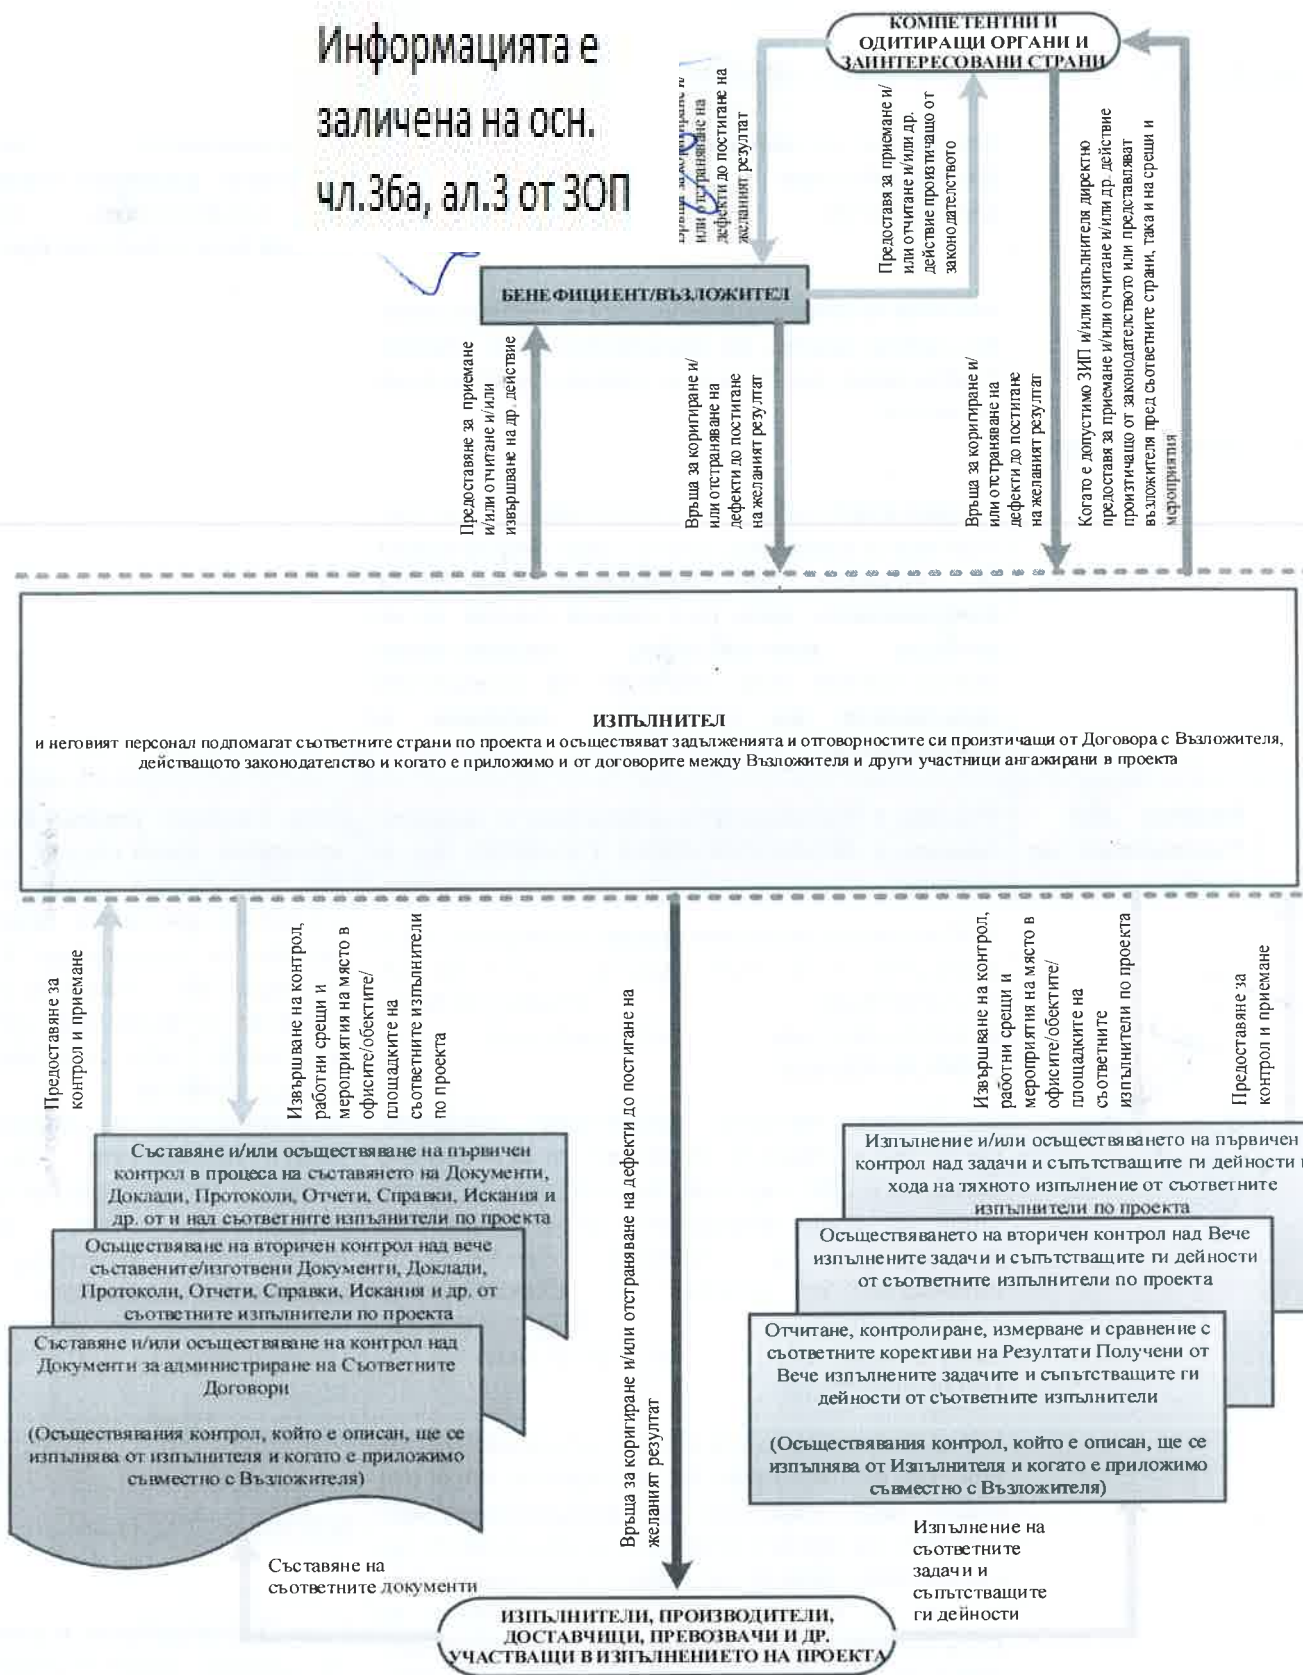 Информацията е
заличена на осн.
чл.36а, ал.3 от ЗОП
КОМПЕТЕНТНИ И
ОДИТИРАЩИ ОРГАНИ И
ЗАИНТЕРЕСОВАНИ СТРАНИ
или отстраняване на
дефекти до постигане на
желаният резултат
Предоставя за приемане и/
или отчитане и/или др.
действие произтичащо от
законодателството
БЕНЕФИЦИЕНТ/ВЪЗЛОЖИТЕЛ
Предоставяне за приемане
и/или отчитане и/или
извършване на др. действие
Връща за коригиране и/
или отстраняване на
дефекти до постигане
на желаният резултат
Връща за коригиране и/
или отстраняване на
дефекти до постигане
на желаният резултат
Когато е допустимо ЗИП и/или изпълнителя директно
предоставя за приемане и/или отчитане и/или др. действие
произтичащо от законодателството или представляват
възложителя пред съответните страни, така и на срещи и
мероприятия
ИЗПЪЛНИТЕЛ
и неговият персонал подпомагат съответните страни по проекта и осъществяват задълженията и отговорностите си произтичащи от Договора с Възложителя,
действащото законодателство и когато е приложимо и от договорите между Възложителя и други участници ангажирани в проекта
Предоставяне за
контрол и приемане
Извършване на контрол,
работни срещи и
мероприятия на място в
офисите/обектите/
площадките на
съответните изпълнители
по проекта
Връща за коригиране и/или отстраняване на дефекти до постигане на
желаният резултат
Извършване на контрол,
работни срещи и
мероприятия на място в
офисите/обектите/
площадките на
съответните
изпълнители по проекта
Предоставяне за
контрол и приемане
Съставяне и/или осъществяване на първичен
контрол в процеса на съставянето на Документи,
Доклади, Протоколи, Отчети, Справки, Искания и
др. от и над съответните изпълнители по проекта
Осъществяване на вторичен контрол над вече
съставените/изготвени Документи, Доклади,
Протоколи, Отчети, Справки, Искания и др. от
съответните изпълнители по проекта
Съставяне и/или осъществяване на контрол над
Документи за администриране на Съответните
Договори
(Осъществявания контрол, който е описан, ще се
изпълнява от изпълнителя и когато е приложимо
съвместно с Възложителя)
Изпълнение и/или осъществяването на първичен
контрол над задачи и съпътстващите ги дейности
хода на тяхното изпълнение от съответните
изпълнители по проекта
Осъществяването на вторичен контрол над Вече
изпълнените задачи и съпътстващите ги дейности
от съответните изпълнители по проекта
Отчитане, контролиране, измерване и сравнение с
съответните корективи на Резултати Получени от
Вече изпълнените задачите и съпътстващите ги
дейности от съответните изпълнители
(Осъществявания контрол, който е описан, ще се
изпълнява от Изпълнителя и когато е приложимо
съвместно с Възложителя)
Съставяне на
съответните документи
Изпълнение на
съответните
задачи и
съпътстващите
ги дейности
ИЗПЪЛНИТЕЛИ, ПРОИЗВОДИТЕЛИ,
ДОСТАВЧИЦИ, ПРЕВОЗВАЧИ И ДР.
УЧАСТВАЩИ В ИЗПЪЛНЕНИЕТО НА ПРОЕКТА